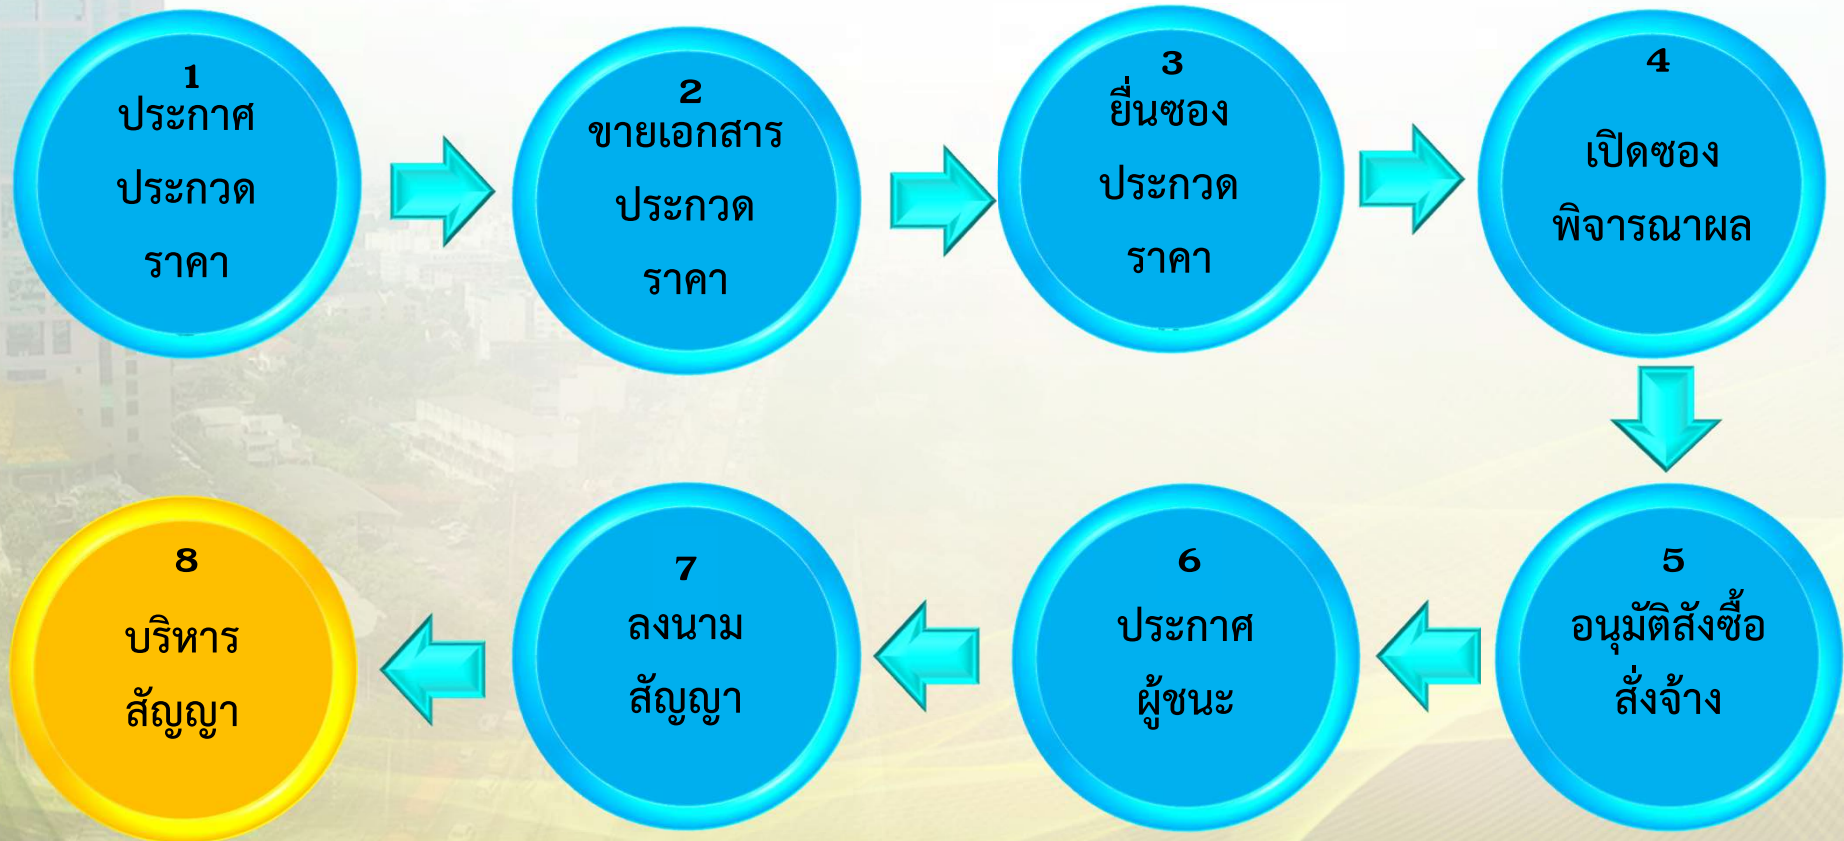 1
ประกาศ
ประกวด
ราคา
2
ขายเอกสาร
ประกวด
ราคา
3
ยื่นซอง
ประกวด
ราคา
4
เปิดซอง
พิจารณาผล
5
อนุมัติสังซื้อ
สั่งจ้าง
6
ประกาศ
ผู้ชนะ
7
ลงนาม
สัญญา
8
บริหาร
สัญญา